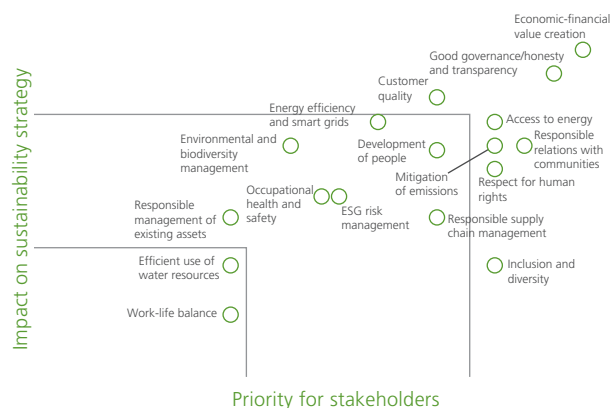 Economic-financial
value creation
Good governance/honesty
and transparency
Customer
quality
Energy efficiency
and smart grids
Access to energy
Environmental and
biodiversity
management
Development
of people
Responsible
relations with
communities
Mitigation
of emissions
Respect for human
rights
Occupational
health and
safety
ESG risk
management
Responsible
management of
existing assets
Responsible supply
chain management
Efficient use of
water resources
Inclusion and
diversity
Work-life balance
Impact on sustainability strategy
Priority for stakeholders